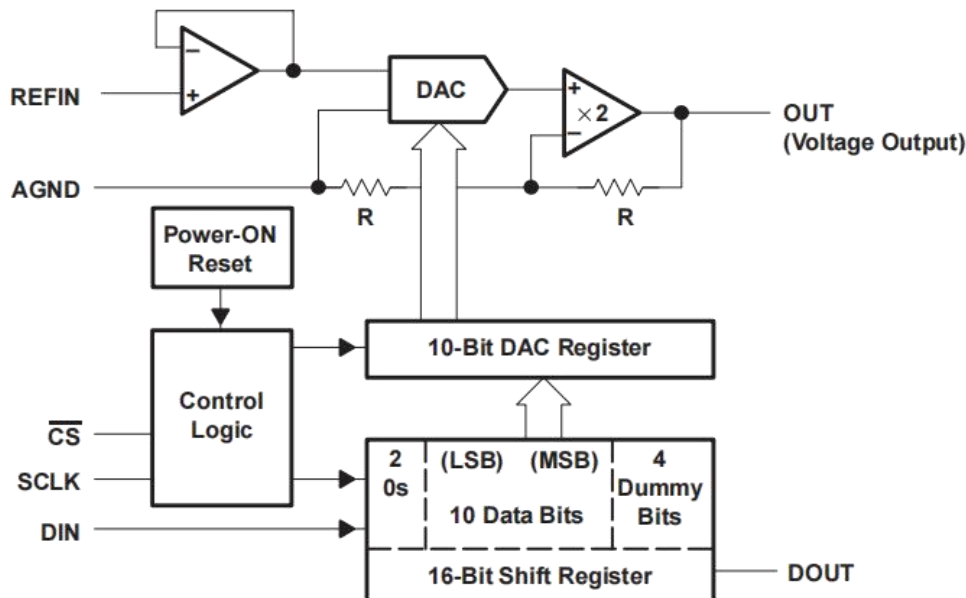 REFIN
−
+
DAC
+
× 2
−
OUT
(Voltage Output)
AGND
R
R
Power-ON
Reset
10-Bit DAC Register
Control
Logic
CS
SCLK
DIN
2
0s
(LSB) (MSB)
10 Data Bits
4
Dummy
Bits
16-Bit Shift Register
DOUT